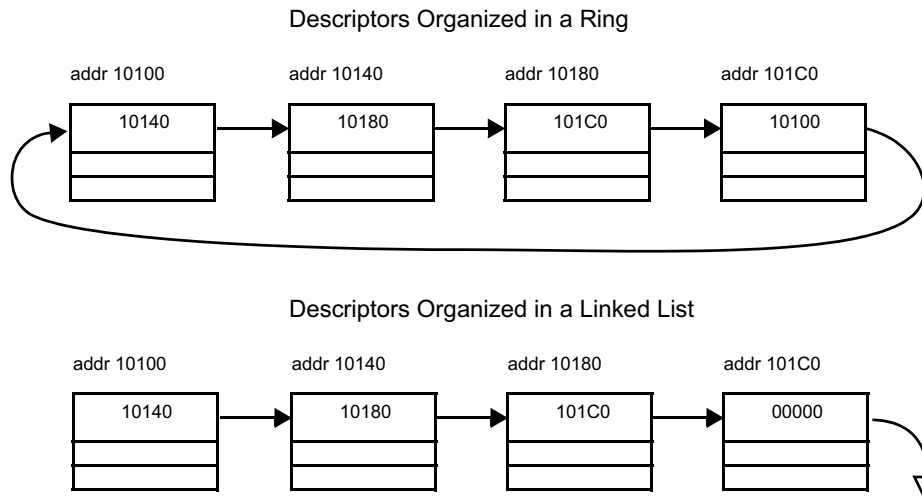 Descriptors Organized in a Ring
addr 10100 addr 10140 addr 10180 addr 101C0
10140 10180 101C0 10100
Descriptors Organized in a Linked List
addr 10100 addr 10140 addr 10180 addr 101C0
10140 10180 101C0 00000